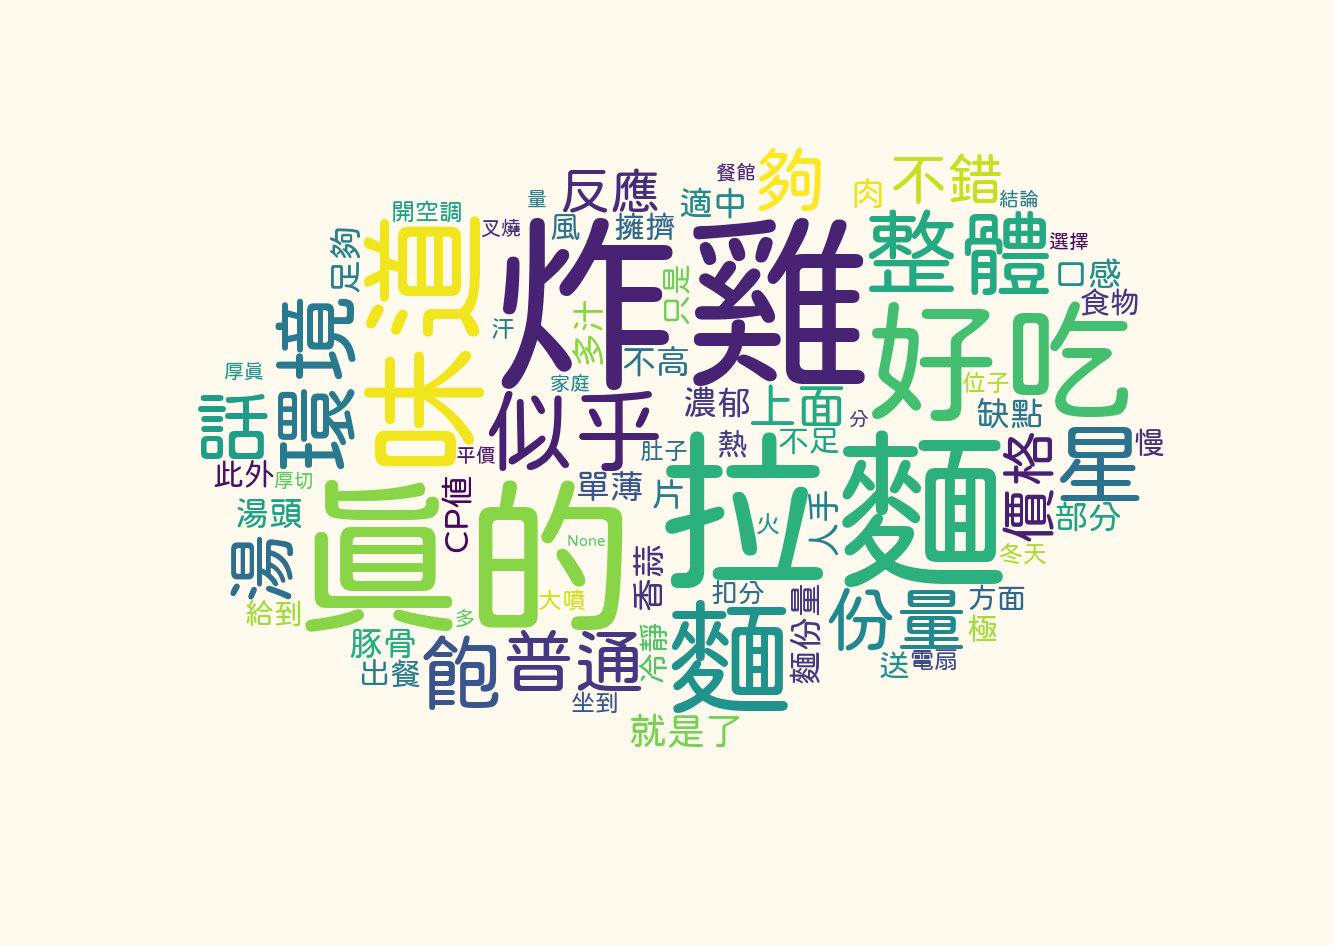 餐館
夠
不錯
反應
肉
適中
量
結論
開空調
風
擁擠
叉燒
味道
炸雞
整體
選擇
足夠
口感
只是
食物
環境
多汁
好吃
汗
不高
厚眞
家庭
位子
話
濃郁
上面
缺點
分
似乎
熱
不足
星
慢
肚子
平價
此外
厚切
單薄
拉麵
價格
CP値
片
湯頭
眞的
人手
火
部分
None
湯
冬天
香蒜
扣分
麵份量
份量
方面
大噴
給到
多
麵
極
豚骨
飽
普通
冷靜
送
電扇
出餐
坐到
就是了